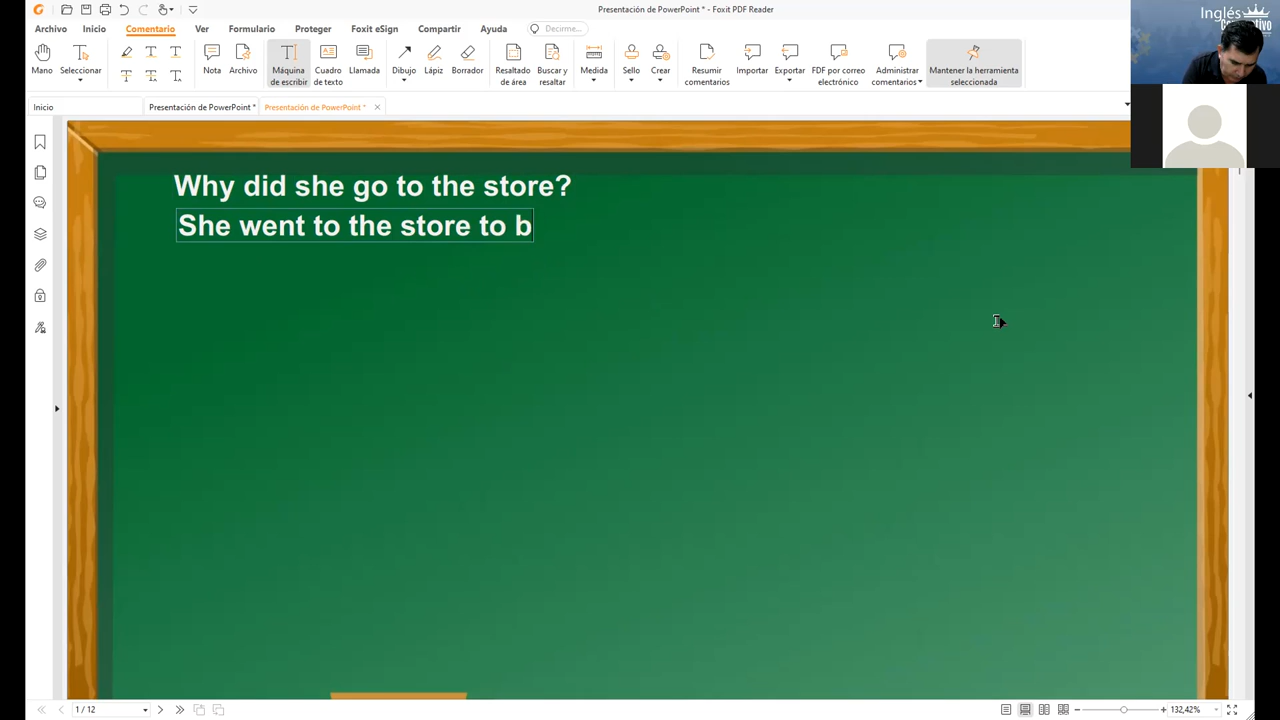 Presentación de PowerPoint * - Foxit PDF Reader
Inglés
Archivo Inicio Comentario Ver Formulario Proteger Foxit eSign Compartir Ayuda Decirme...
Mano Seleccionar Nota Archivo Máquina de escribir Cuadro de texto Llamada Dibujo Lápiz Borrador Resaltado de área Buscar y resaltar Medida Sello Crear Resumir comentarios Importar Exportar PDF por correo electrónico Administrar comentarios Mantener la herramienta seleccionada
Inicio Presentación de PowerPoint * Presentación de PowerPoint *
Why did she go to the store?
She went to the store to b
1 / 12 132,42%